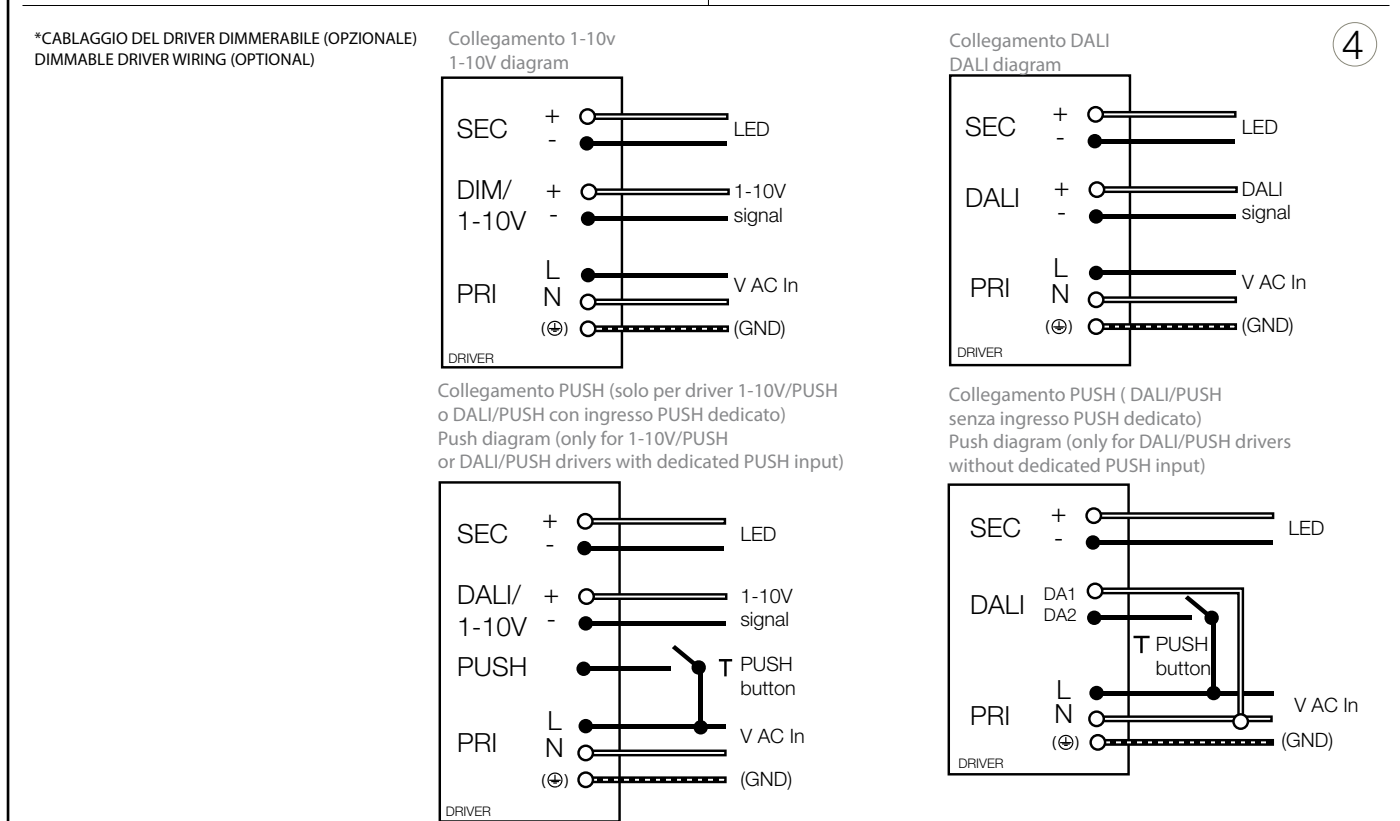 *CABLAGGIO DEL DRIVER DIMMERABILE (OPZIONALE)
DIMMABLE DRIVER WIRING (OPTIONAL)
4
Collegamento 1-10v
1-10V diagram
SEC + LED
-
DIM/ + 1-10V
1-10V - signal
L
PRI V AC In
N
(⏚) (GND)
DRIVER
Collegamento DALI
DALI diagram
SEC + LED
-
DALI + DALI
- signal
L
PRI V AC In
N
(⏚) (GND)
DRIVER
Collegamento PUSH (solo per driver 1-10V/PUSH
o DALI/PUSH con ingresso PUSH dedicato)
Push diagram (only for 1-10V/PUSH
or DALI/PUSH drivers with dedicated PUSH input)
SEC + LED
-
DALI/ + 1-10V
1-10V - signal
PUSH T PUSH
button
L
PRI V AC In
N
(⏚) (GND)
DRIVER
Collegamento PUSH ( DALI/PUSH
senza ingresso PUSH dedicato)
Push diagram (only for DALI/PUSH drivers
without dedicated PUSH input)
SEC + LED
-
DALI DA1
DA2
T PUSH
button
L
PRI V AC In
N
(⏚) (GND)
DRIVER